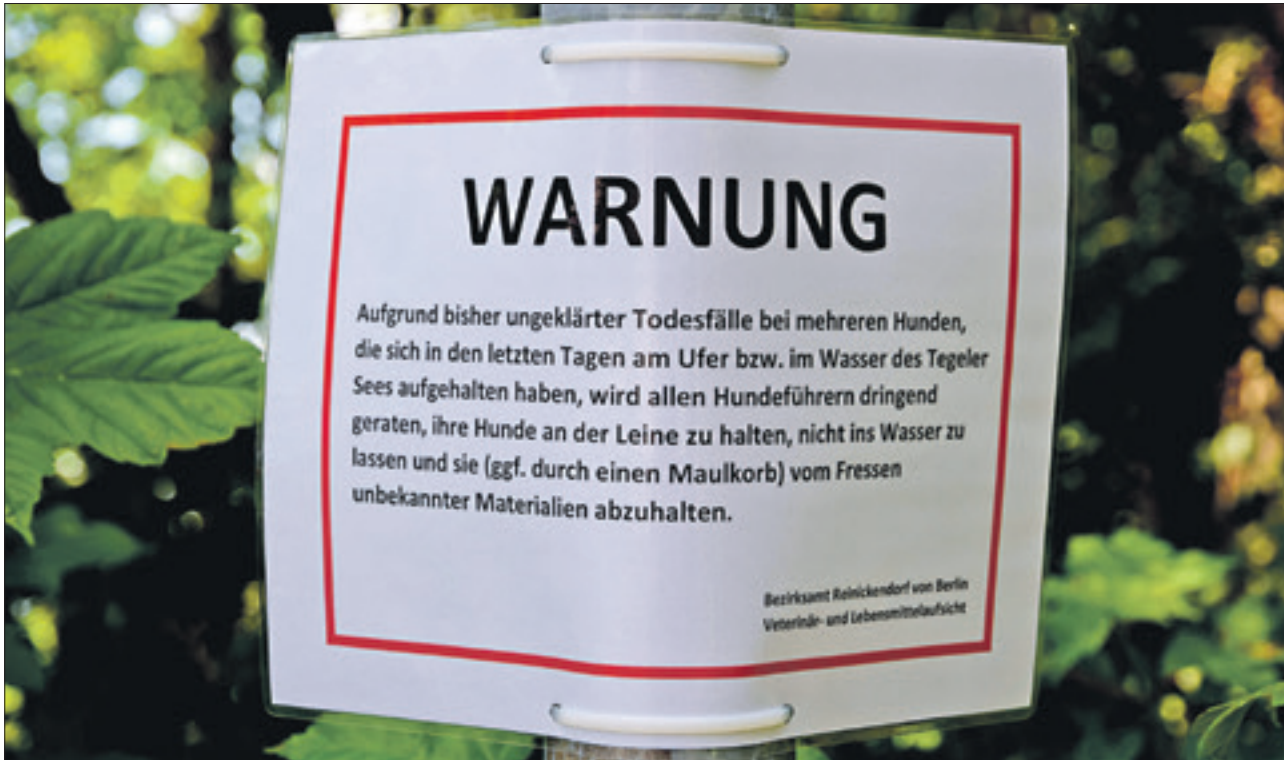 WARNUNG
Aufgrund bisher ungeklärter Todesfälle bei mehreren Hunden,
die sich in den letzten Tagen am Ufer bzw. im Wasser des Tegeler
Sees aufgehalten haben, wird allen Hundeführern dringend
geraten, ihre Hunde an der Leine zu halten, nicht ins Wasser zu
lassen und sie (ggf. durch einen Maulkorb) vom Fressen
unbekannter Materialien abzuhalten.
Bezirksamt Reinickendorf von Berlin
Veterinär- und Lebensmittelaufsicht